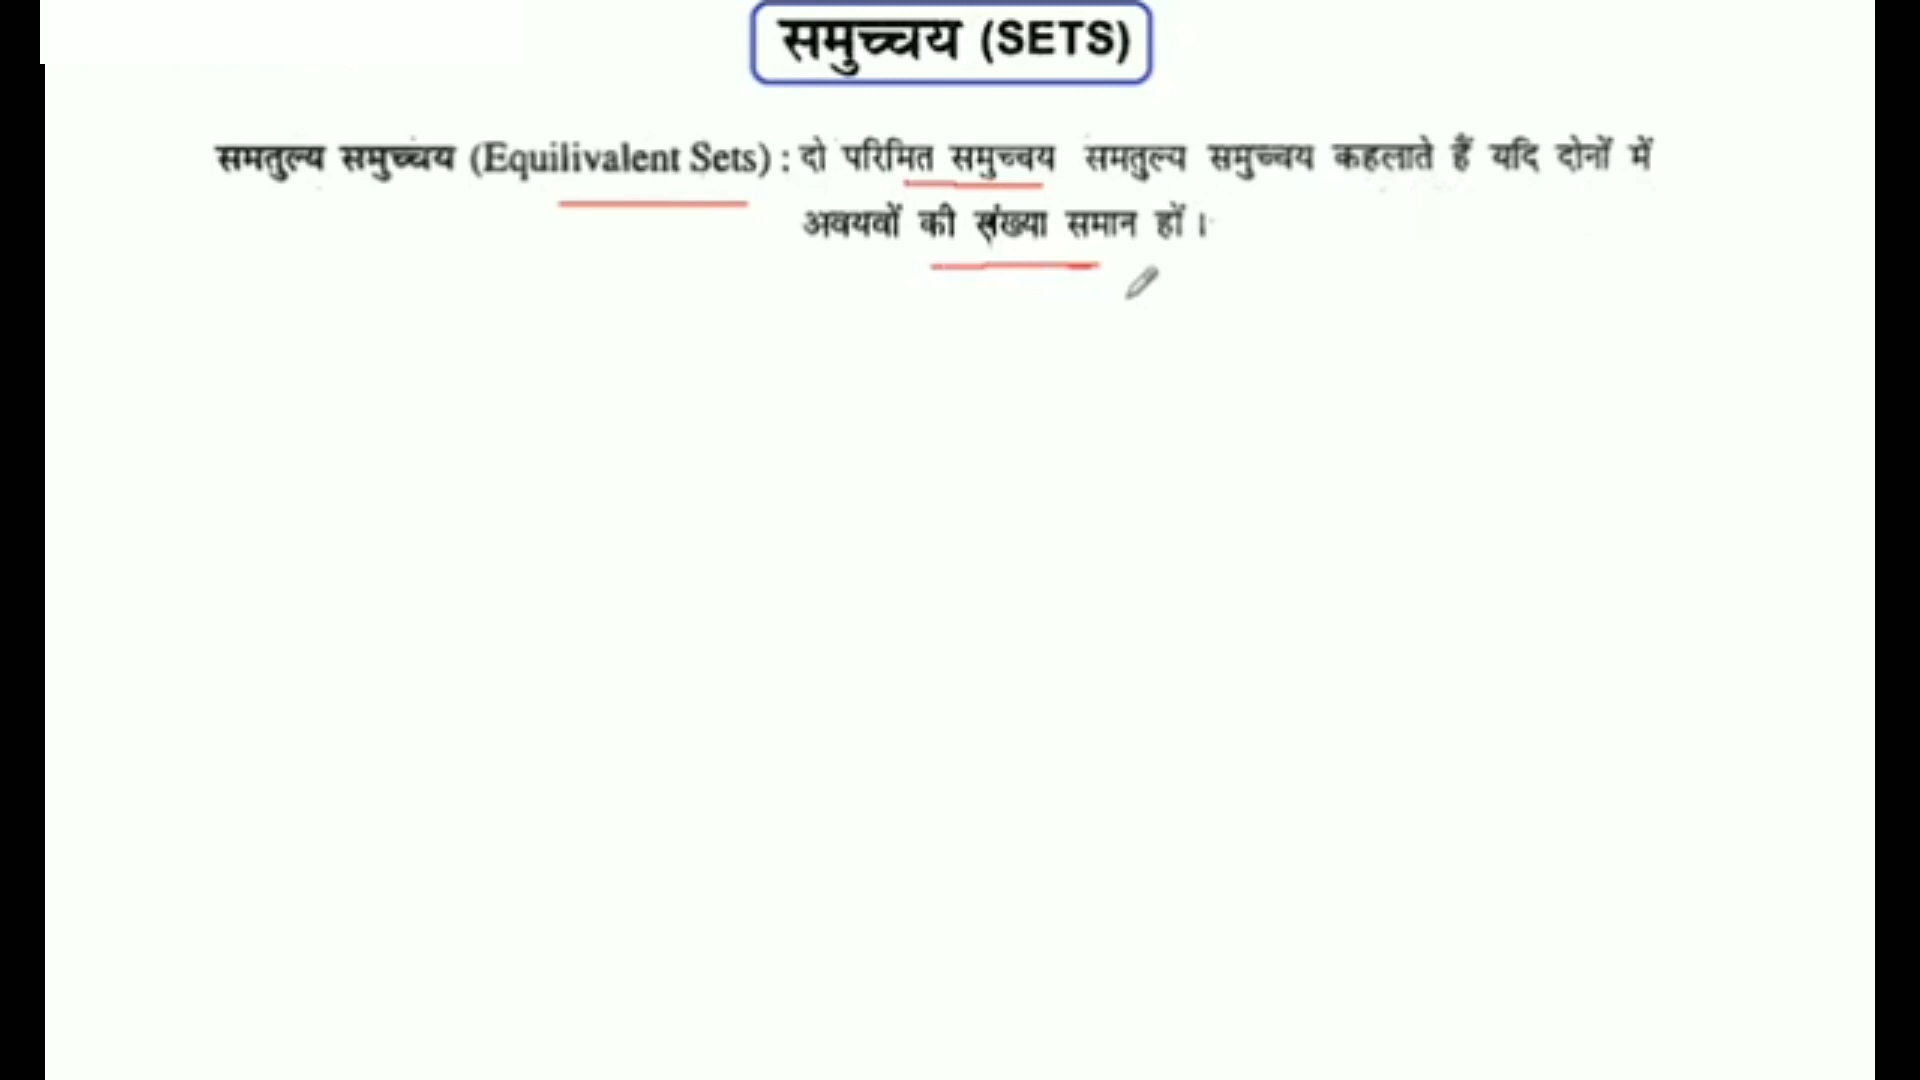 समुच्चय (SETS)
समतुल्य समुच्चय (Equilivalent Sets) : दो परिमित समुच्चय समतुल्य समुच्चय कहलाते हैं यदि दोनों में
अवयवों की संख्या समान हों ।